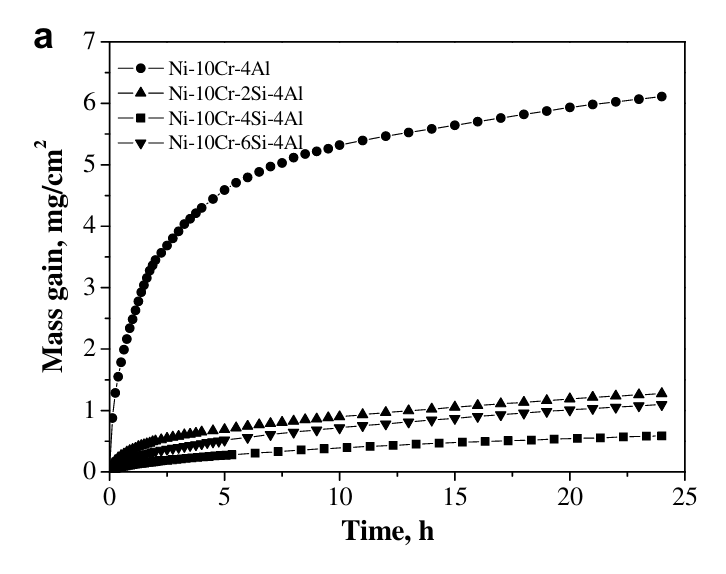 a
7
6
5
4
3
2
1
0
Mass gain, mg/cm²
Ni-10Cr-4Al
Ni-10Cr-2Si-4Al
Ni-10Cr-4Si-4Al
Ni-10Cr-6Si-4Al
0 5 10 15 20 25
Time, h